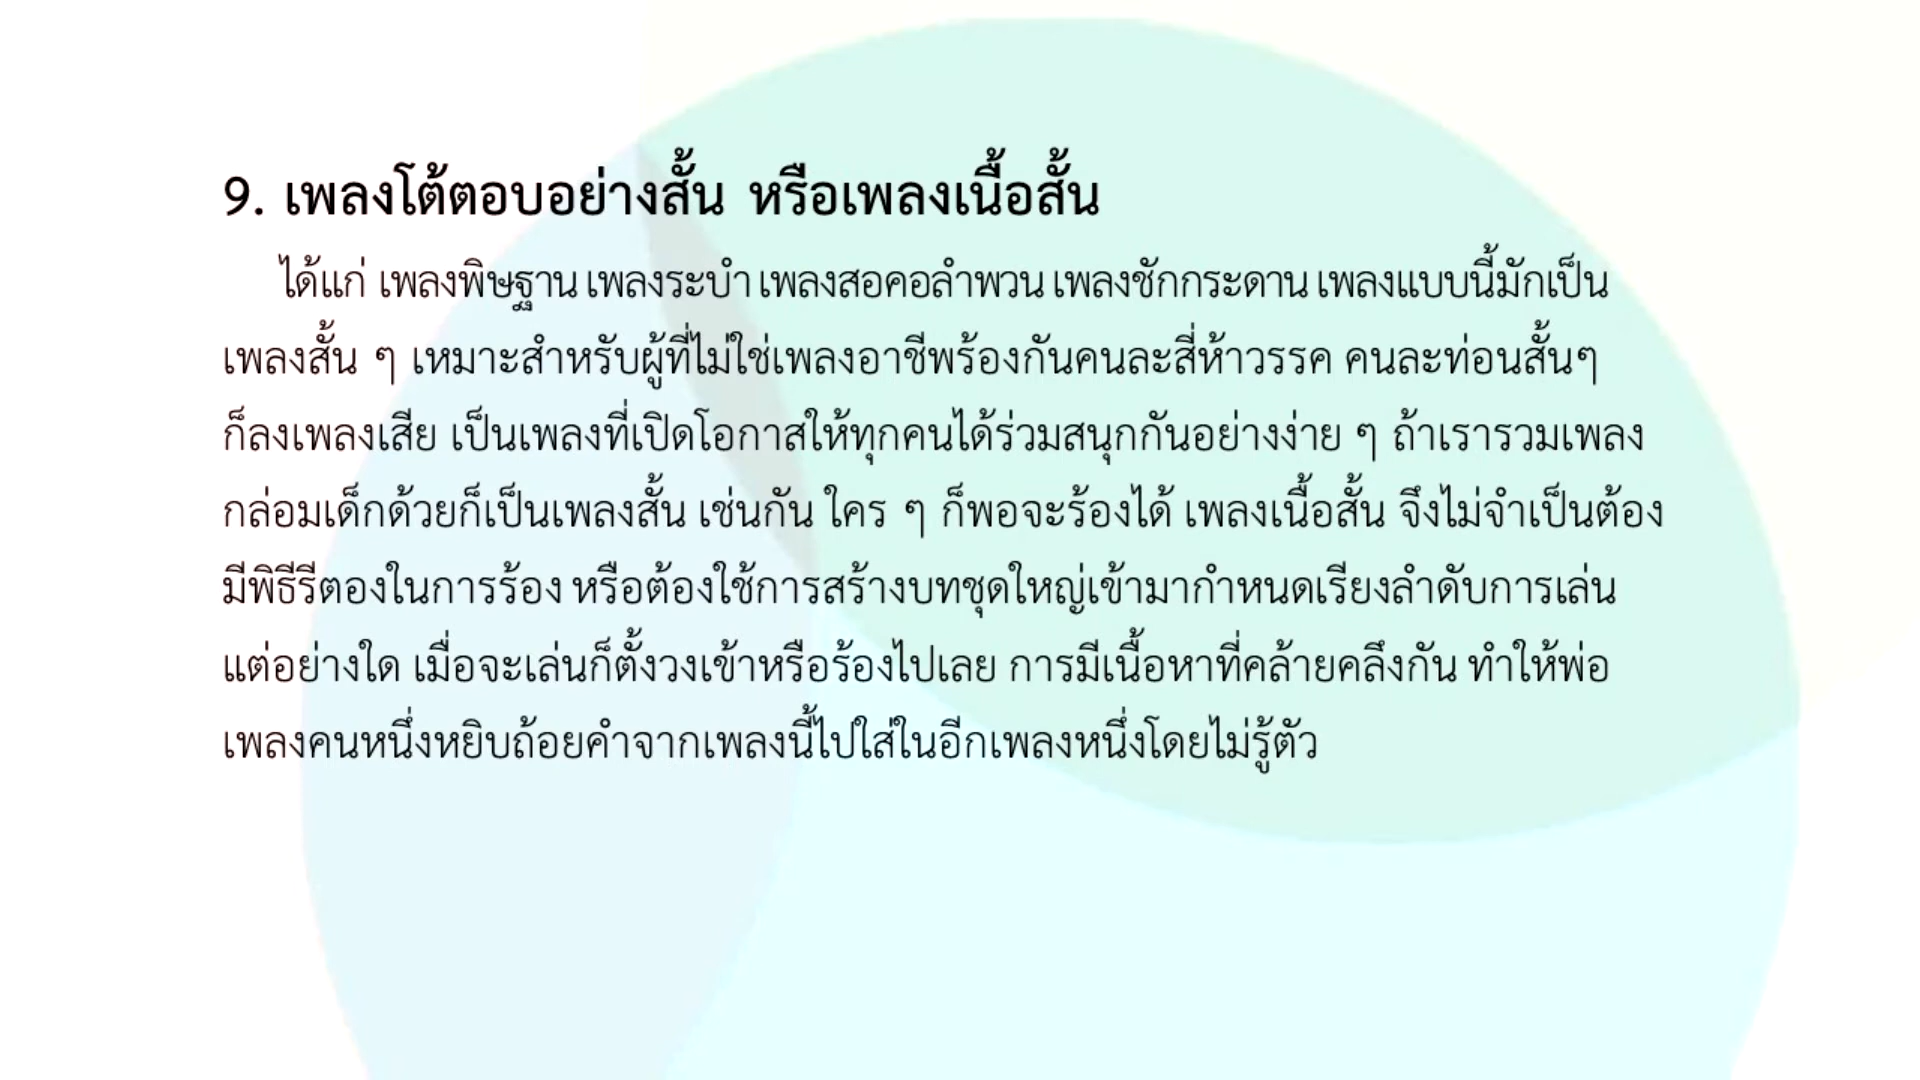 9. เพลงโต้ตอบอย่างสั้น หรือเพลงเนื้อสั้น
ได้แก่ เพลงพิษฐาน เพลงระบำ เพลงสอคอลำพวน เพลงชักกระดาน เพลงแบบนี้มักเป็น
เพลงสั้น ๆ เหมาะสำหรับผู้ที่ไม่ใช่เพลงอาชีพร้องกันคนละสี่ห้าวรรค คนละท่อนสั้นๆ
ก็ลงเพลงเสีย เป็นเพลงที่เปิดโอกาสให้ทุกคนได้ร่วมสนุกกันอย่างง่าย ๆ ถ้าเรารวมเพลง
กล่อมเด็กด้วยก็เป็นเพลงสั้น เช่นกัน ใคร ๆ ก็พอจะร้องได้ เพลงเนื้อสั้น จึงไม่จำเป็นต้อง
มีพิธีรีตองในการร้อง หรือต้องใช้การสร้างบทชุดใหญ่เข้ามากำหนดเรียงลำดับการเล่น
แต่อย่างใด เมื่อจะเล่นก็ตั้งวงเข้าหรือร้องไปเลย การมีเนื้อหาที่คล้ายคลึงกัน ทำให้พ่อ
เพลงคนหนึ่งหยิบถ้อยคำจากเพลงนี้ไปใส่ในอีกเพลงหนึ่งโดยไม่รู้ตัว